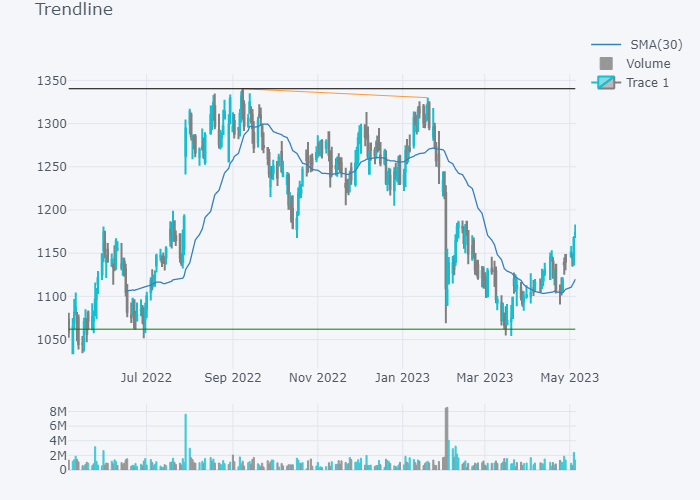 Trendline
SMA(30)
Volume
Trace 1
1350
1300
1250
1200
1150
1100
1050
Jul 2022
Sep 2022
Nov 2022
Jan 2023
Mar 2023
May 2023
8M
6M
4M
2M
0